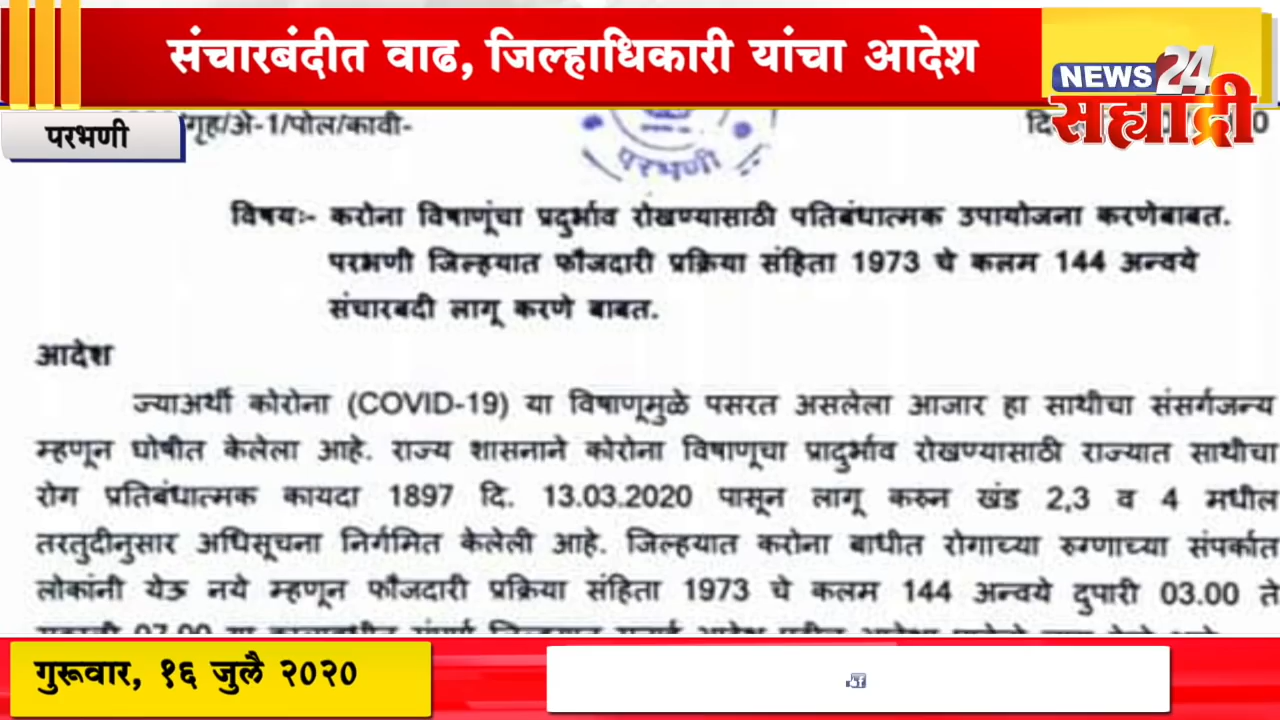 संचारबंदीत वाढ, जिल्हाधिकारी यांचा आदेश
NEWS 24
सह्याद्री
परभणी
/गृह/अे-1/पोल/कावी-
परभणी
विषयः- करोना विषाणूंचा प्रदुर्भाव रोखण्यासाठी पतिबंधात्मक उपायोजना करणेबाबत.
परभणी जिल्हयात फौजदारी प्रक्रिया संहिता 1973 चे कलम 144 अन्वये
संचारबदी लागू करणे बाबत.
आदेश
ज्याअर्थी कोरोना (COVID-19) या विषाणूमुळे पसरत असलेला आजार हा साथीचा संसर्गजन्य
म्हणून घोषीत केलेला आहे. राज्य शासनाने कोरोना विषाणूचा प्रादुर्भाव रोखण्यासाठी राज्यात साथीचा
रोग प्रतिबंधात्मक कायदा 1897 दि. 13.03.2020 पासून लागू करुन खंड 2,3 व 4 मधील
तरतुदीनुसार अधिसूचना निर्गमित केलेली आहे. जिल्हयात करोना बाधीत रोगाच्या रुग्णाच्या संपर्कात
लोकांनी येऊ नये म्हणून फौजदारी प्रक्रिया संहिता 1973 चे कलम 144 अन्वये दुपारी 03.00 ते
गुरूवार, १६ जुलै २०२०